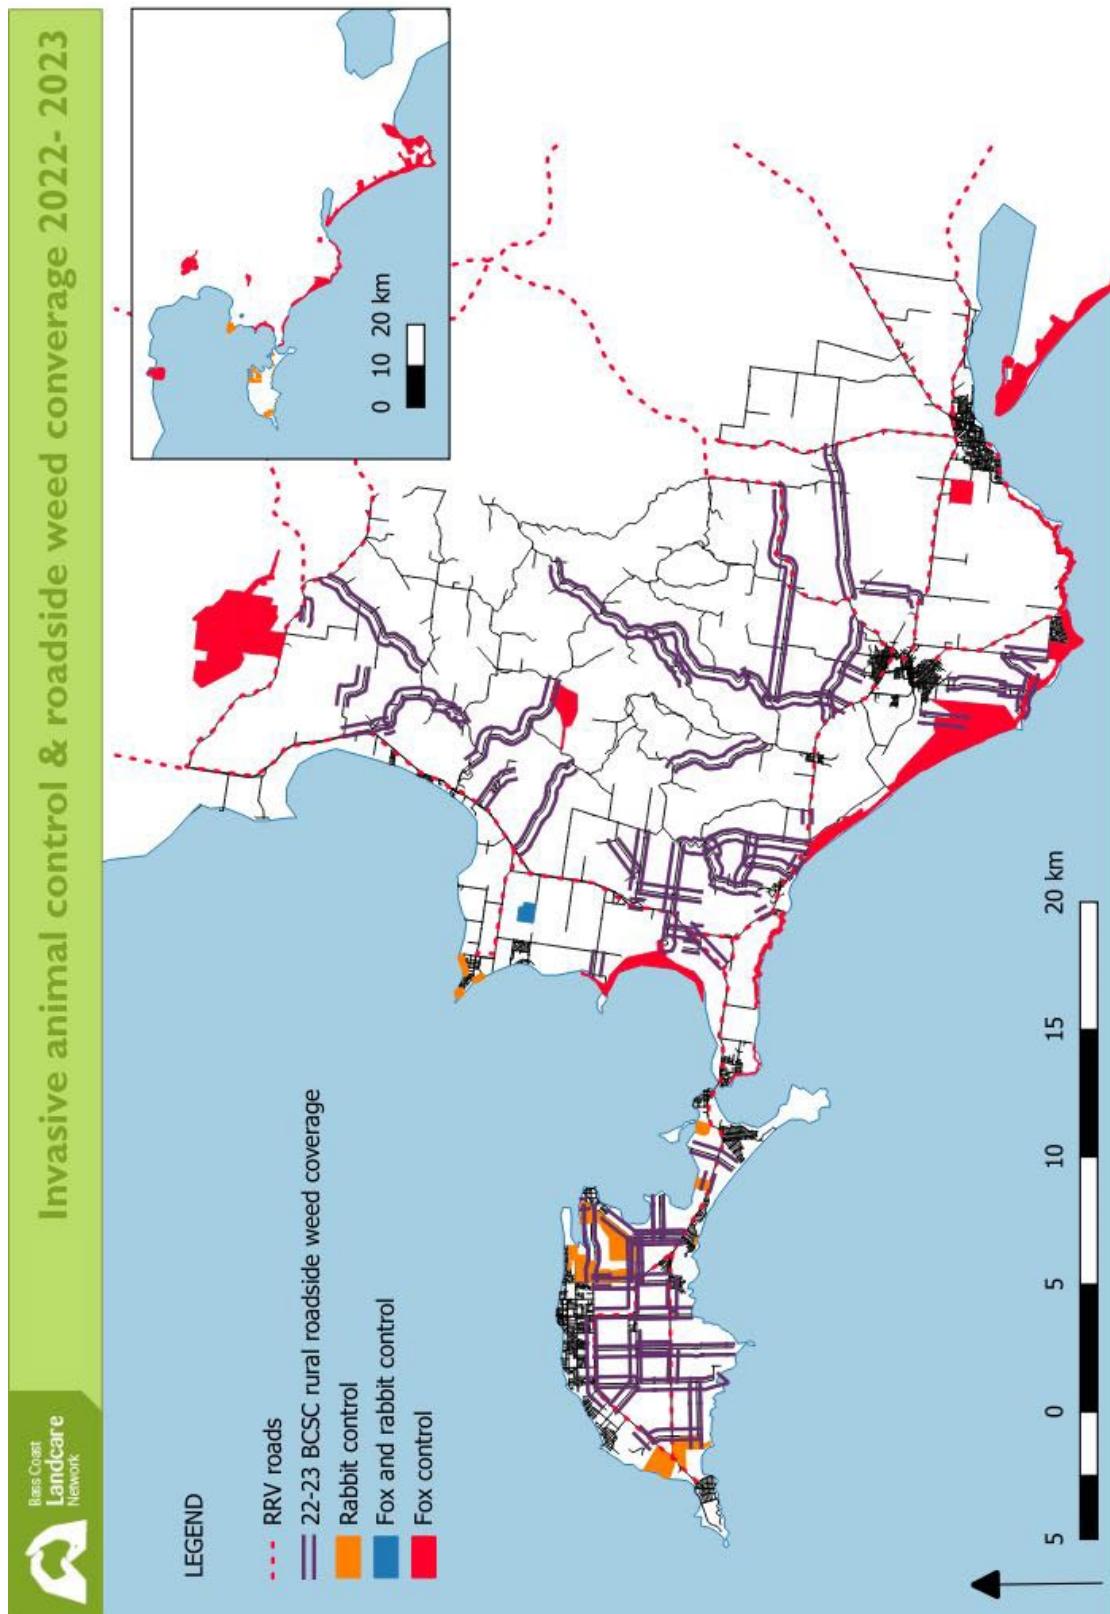 Bass Coast
Landcare
Network
Invasive animal control & roadside weed converage 2022- 2023
LEGEND
RRV roads
22-23 BCSC rural roadside weed coverage
Rabbit control
Fox and rabbit control
Fox control
0 10 20 km
5 0 5 10 15 20 km